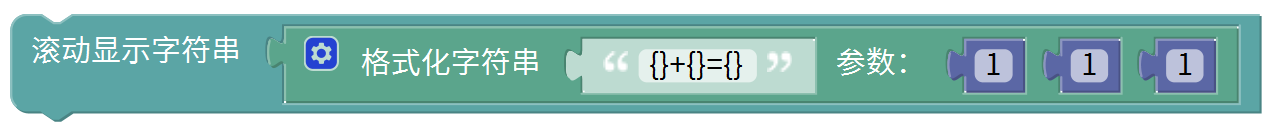 滚动显示字符串 格式化字符串 “ {}+{}={} ” 参数： 1 1 1